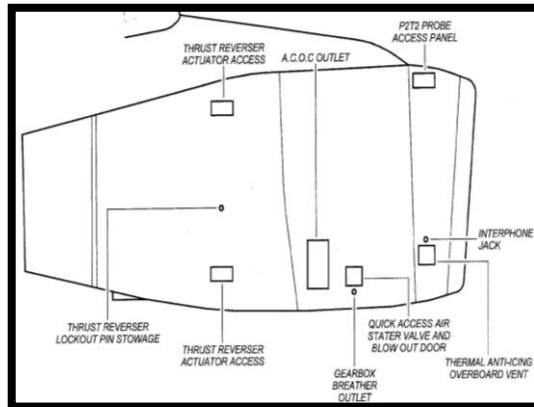 P2T2 PROBE
ACCESS PANEL
THRUST REVERSER
ACTUATOR ACCESS
A.C.O.C OUTLET
INTERPHONE
JACK
THRUST REVERSER
LOCKOUT PIN STOWAGE
THRUST REVERSER
ACTUATOR ACCESS
QUICK ACCESS AIR
STATER VALVE AND
BLOW OUT DOOR
GEARBOX
BREATHER
OUTLET
THERMAL ANTI-ICING
OVERBOARD VENT